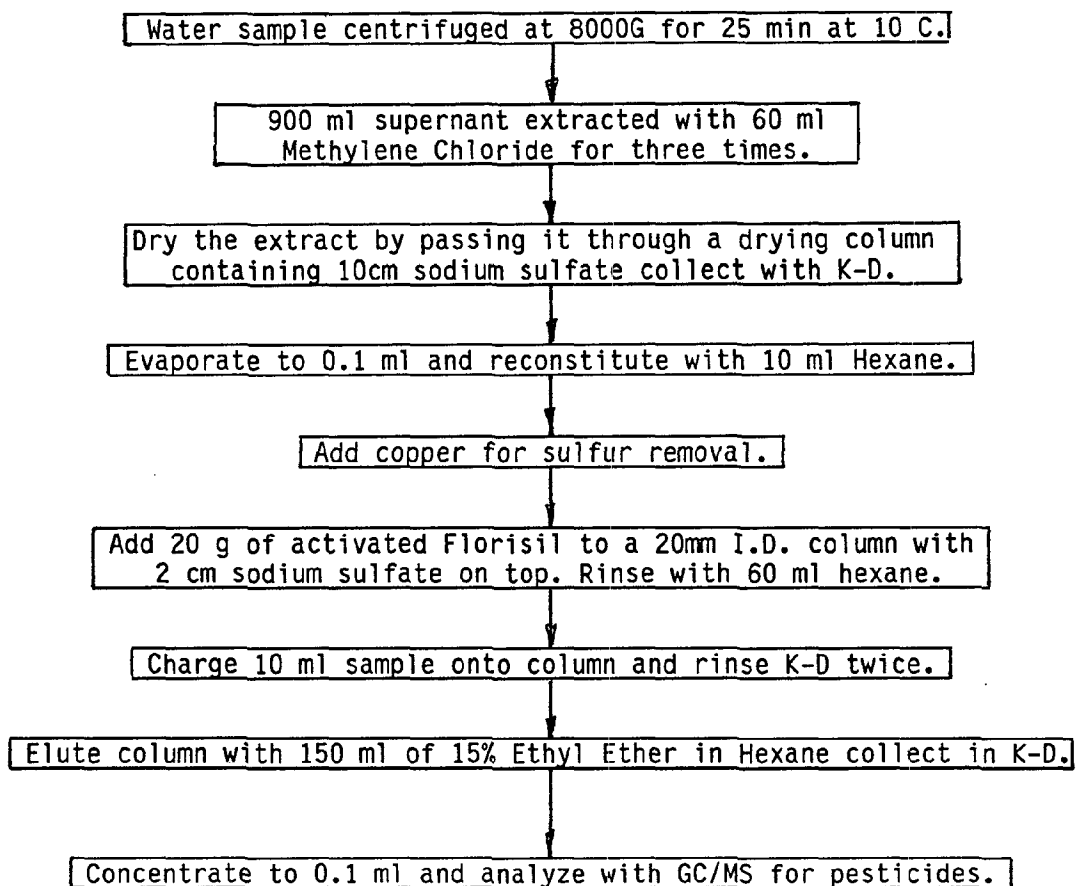 Water sample centrifuged at 8000G for 25 min at 10 C.
900 ml supernant extracted with 60 ml
Methylene Chloride for three times.
Dry the extract by passing it through a drying column
containing 10cm sodium sulfate collect with K-D.
Evaporate to 0.1 ml and reconstitute with 10 ml Hexane.
Add copper for sulfur removal.
Add 20 g of activated Florisil to a 20mm I.D. column with
2 cm sodium sulfate on top. Rinse with 60 ml hexane.
Charge 10 ml sample onto column and rinse K-D twice.
Elute column with 150 ml of 15% Ethyl Ether in Hexane collect in K-D.
Concentrate to 0.1 ml and analyze with GC/MS for pesticides.